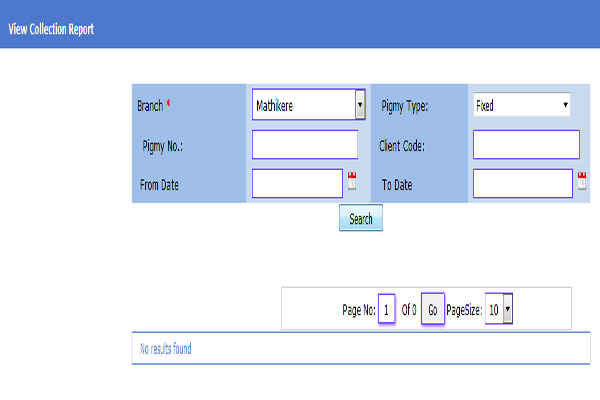 View Collection Report
Branch * Mathikere Pigmy Type: Fixed
Pigmy No.: Client Code:
From Date To Date
Search
Page No: 1 Of 0 Go PageSize: 10
No results found